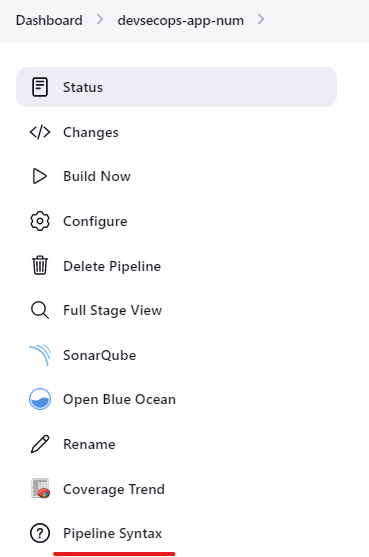 Dashboard > devsecops-app-num >
Status
Changes
Build Now
Configure
Delete Pipeline
Full Stage View
SonarQube
Open Blue Ocean
Rename
Coverage Trend
Pipeline Syntax